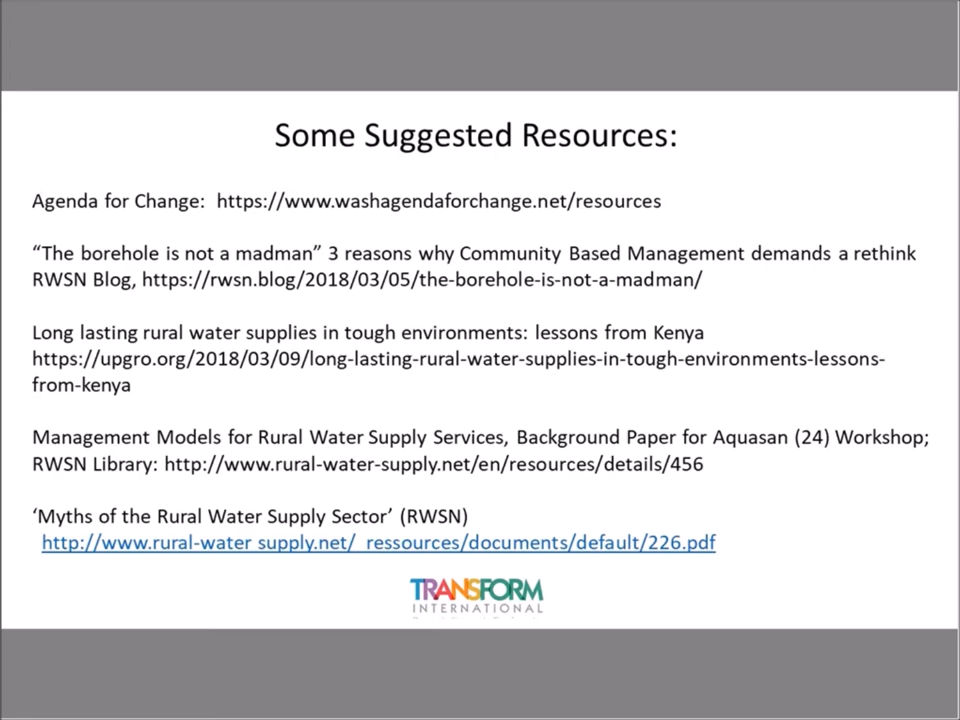 Some Suggested Resources:
Agenda for Change: https://www.washagendaforchange.net/resources
“The borehole is not a madman” 3 reasons why Community Based Management demands a rethink
RWSN Blog, https://rwsn.blog/2018/03/05/the-borehole-is-not-a-madman/
Long lasting rural water supplies in tough environments: lessons from Kenya
https://upgro.org/2018/03/09/long-lasting-rural-water-supplies-in-tough-environments-lessons-
from-kenya
Management Models for Rural Water Supply Services, Background Paper for Aquasan (24) Workshop;
RWSN Library: http://www.rural-water-supply.net/en/resources/details/456
‘Myths of the Rural Water Supply Sector’ (RWSN)
http://www.rural-water supply.net/_ressources/documents/default/226.pdf
TRANSFORM
INTERNATIONAL